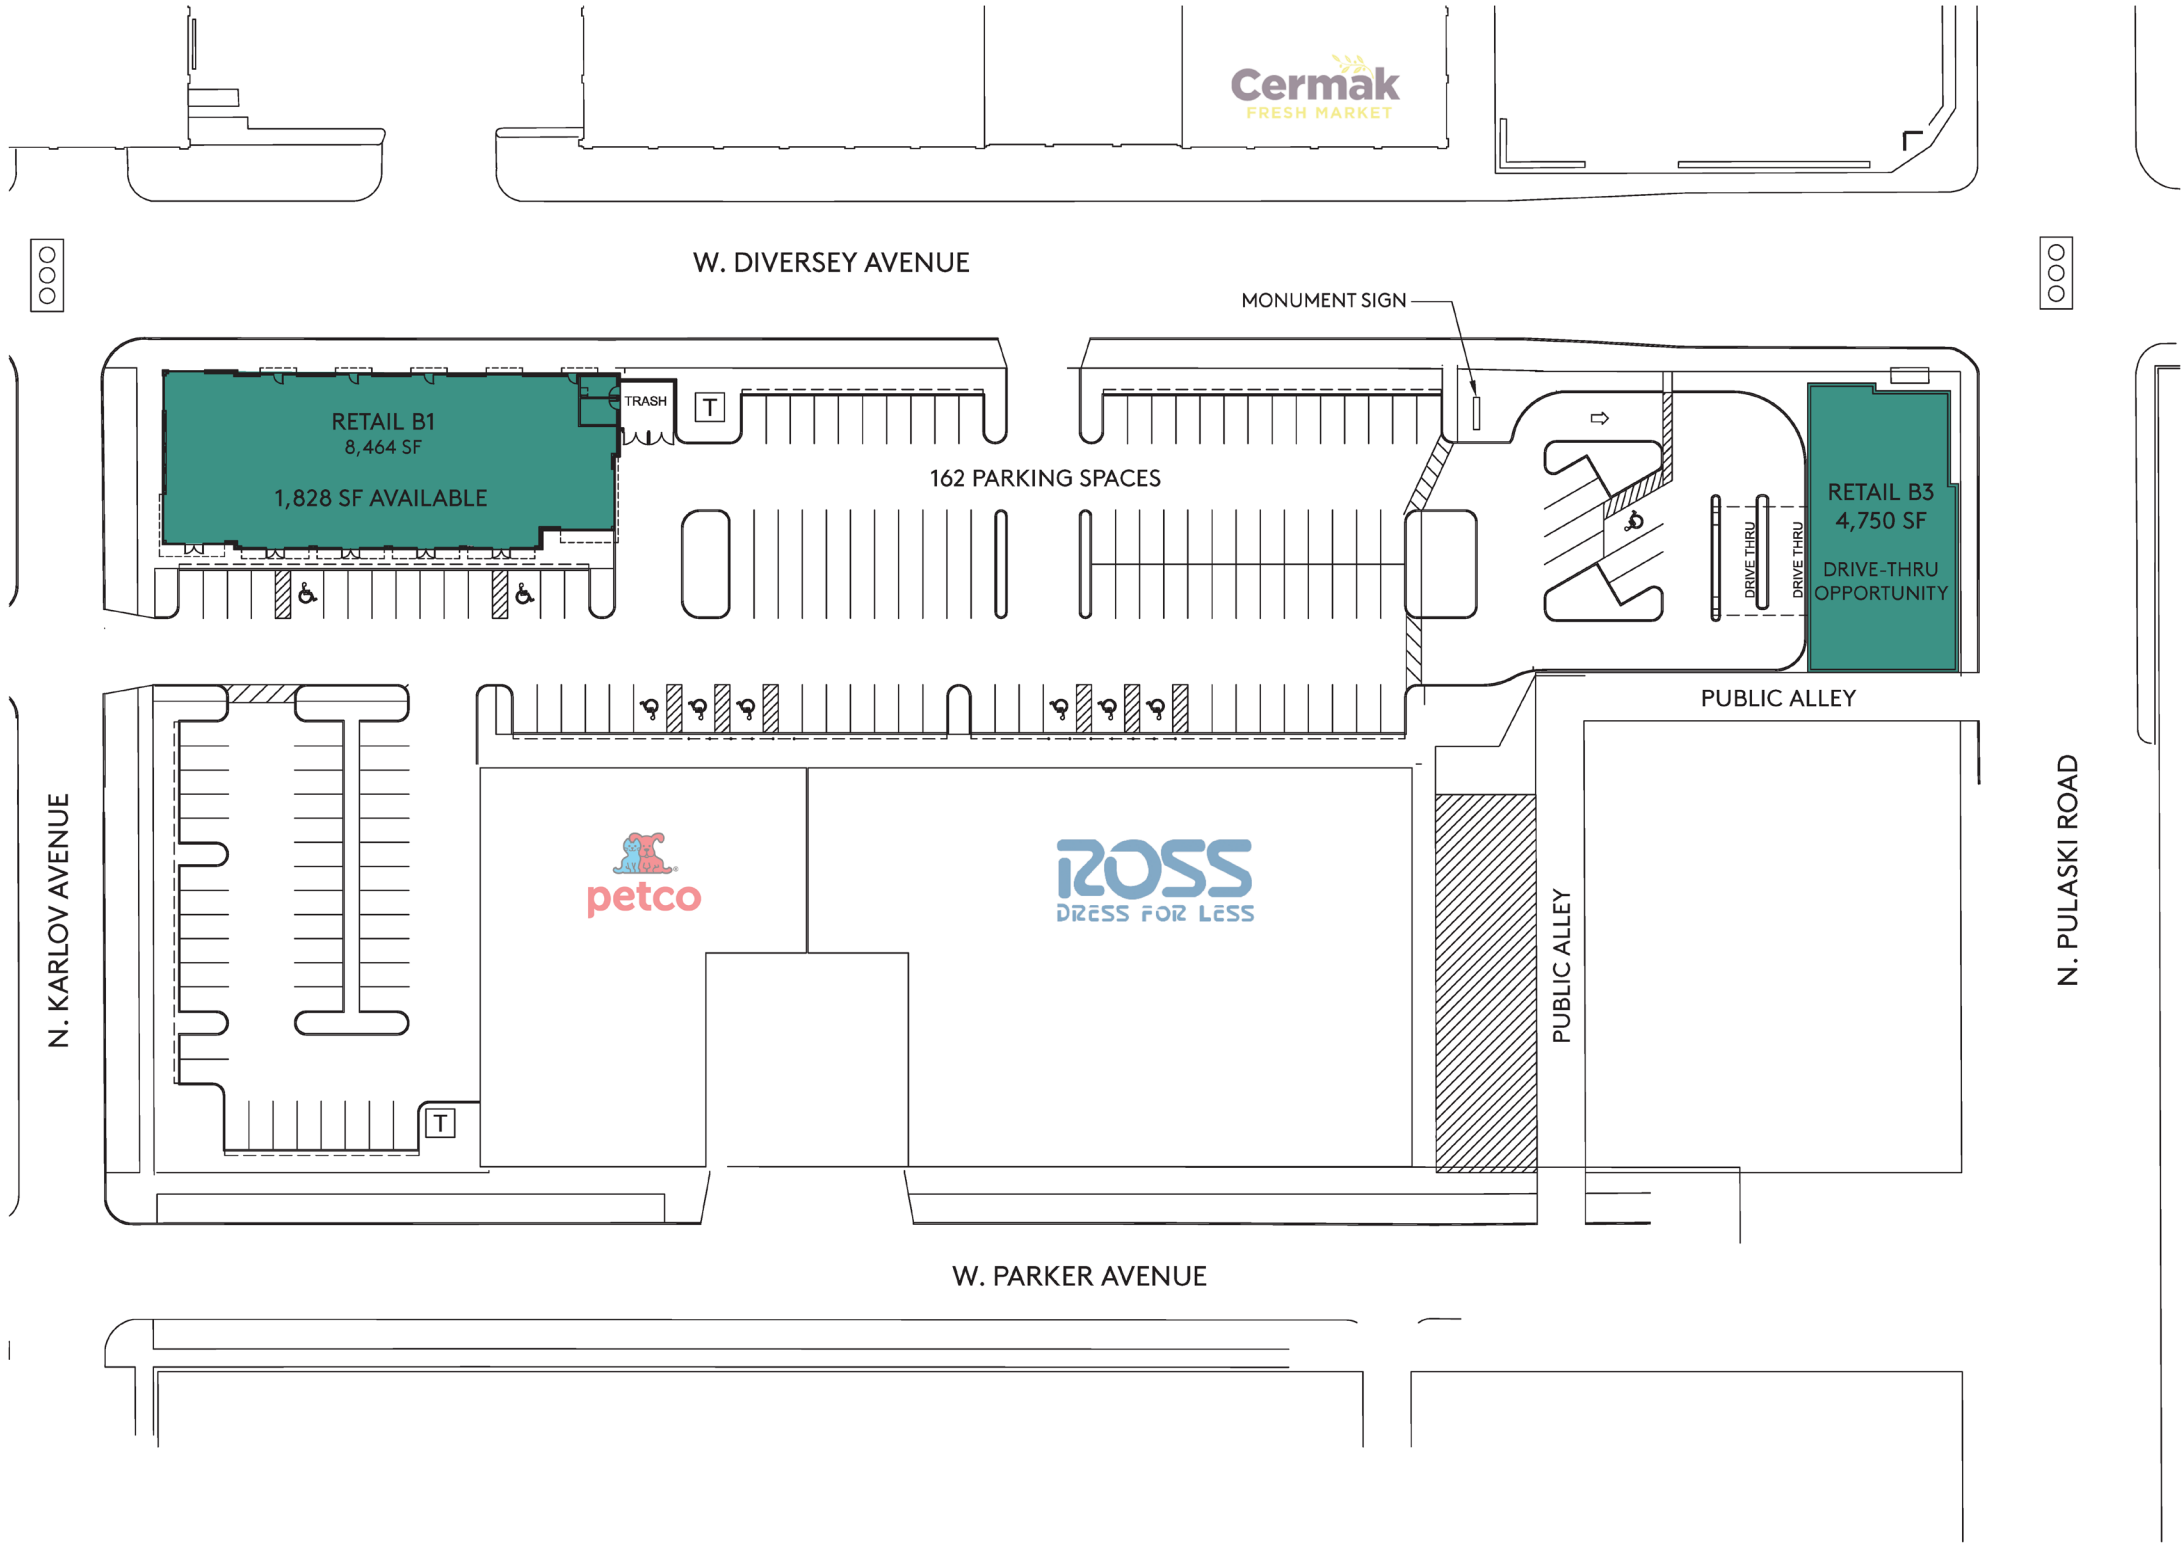 Cermak
FRESH MARKET
W. DIVERSEY AVENUE
MONUMENT SIGN
RETAIL B1
8,464 SF
1,828 SF AVAILABLE
TRASH
T
162 PARKING SPACES
DRIVE THRU
DRIVE THRU
RETAIL B3
4,750 SF
DRIVE-THRU
OPPORTUNITY
PUBLIC ALLEY
N. KARLOV AVENUE
petco
ROSS
DRESS FOR LESS
PUBLIC ALLEY
N. PULASKI ROAD
T
W. PARKER AVENUE